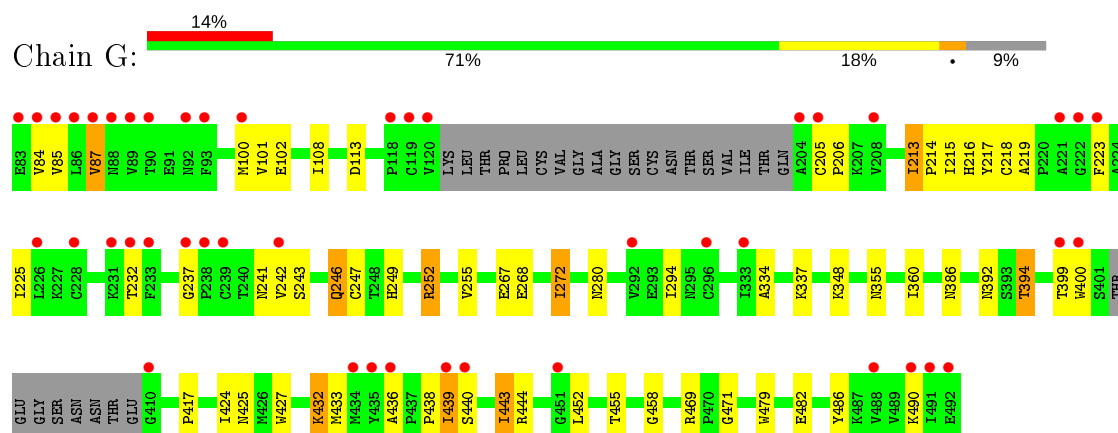 14%
Chain G:
71% 18% • 9%
E83 V84 V85 L86 V87 N88 V89 T90 E91 N92 F93 M100 V101 E102 I108 D113 P118 C119 V120 LYS LEU THR PRO LEU CYS VAL GLY ALA GLY SER CYS ASN THR SER VAL ILE THR GLN A204 C205 P206 K207 V208 I213 P214 I215 H216 Y217 C218 A219 P220 A221 G222 F223 A224
I225 L226 K227 C228 K231 T232 F233 G237 P238 C239 T240 N241 V242 S243 Q246 C247 T248 H249 R252 V255 E267 E268 I272 N280 V292 E293 I294 N295 C296 I333 A334 K337 K348 N355 I360 N386 N392 S393 T394 T399 W400 S401 THR
GLU GLY SER ASN ASN THR GLU G410 P417 I424 N425 M426 W427 K432 M433 M434 Y435 A436 P437 P438 I439 S440 I443 R444 G451 L452 T455 G458 R469 P470 G471 W479 E482 Y486 K487 V488 V489 K490 I491 E492